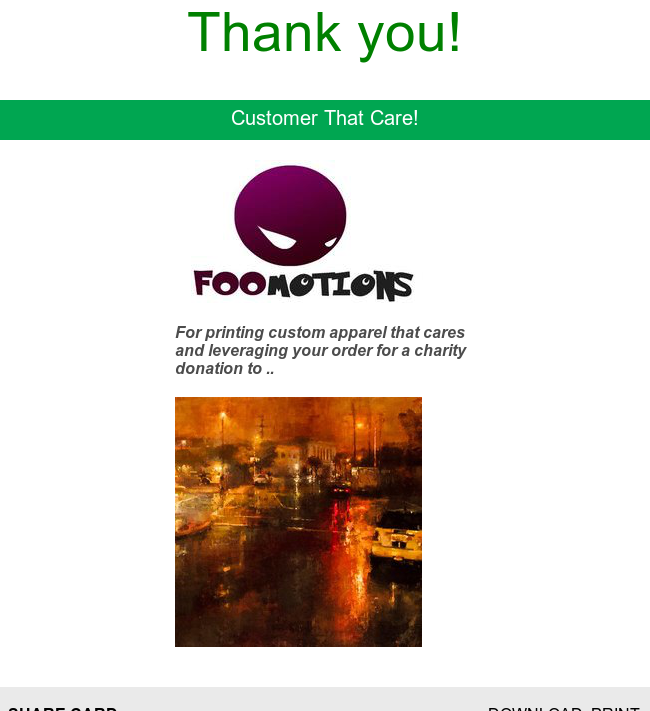 Thank you!
Customer That Care!
FOOMOTIONS
For printing custom apparel that cares
and leveraging your order for a charity
donation to ..
SHARE CARD
DOWNLOAD PRINT